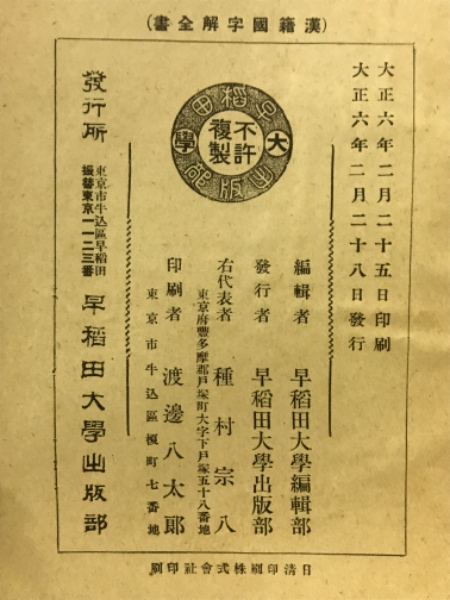 （漢籍國字解全書）
大正六年二月二十五日印刷
大正六年二月二十八日發行
早稻田大學出版部
不許
複製
編輯者 早稻田大學編輯部
發行者 早稻田大學出版部
右代表者 種村宗八
東京府豐多摩郡戸塚町大字下戸塚五十八番地
印刷者 渡邊八太郞
東京市牛込區榎町七番地
發行所 早稻田大學出版部
東京市牛込區早稻田
振替東京一一二三番
日清印刷株式會社印刷